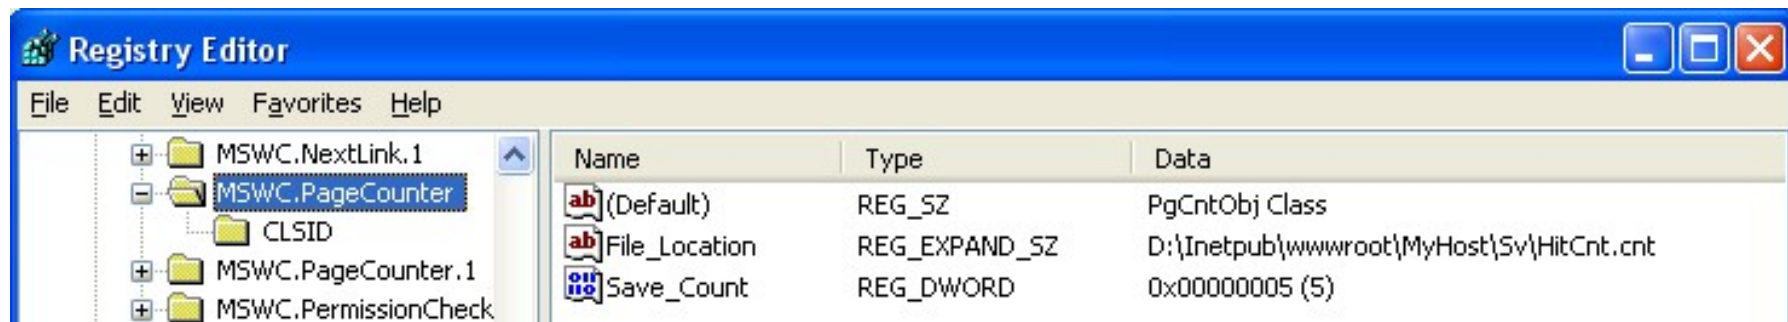 Registry Editor
File Edit View Favorites Help
MSWC.NextLink.1
MSWC.PageCounter
CLSID
MSWC.PageCounter.1
MSWC.PermissionCheck
Name Type Data
(Default) REG_SZ PgCntObj Class
File_Location REG_EXPAND_SZ D:\Inetpub\wwwroot\MyHost\Sv\HitCnt.cnt
Save_Count REG_DWORD 0x00000005 (5)